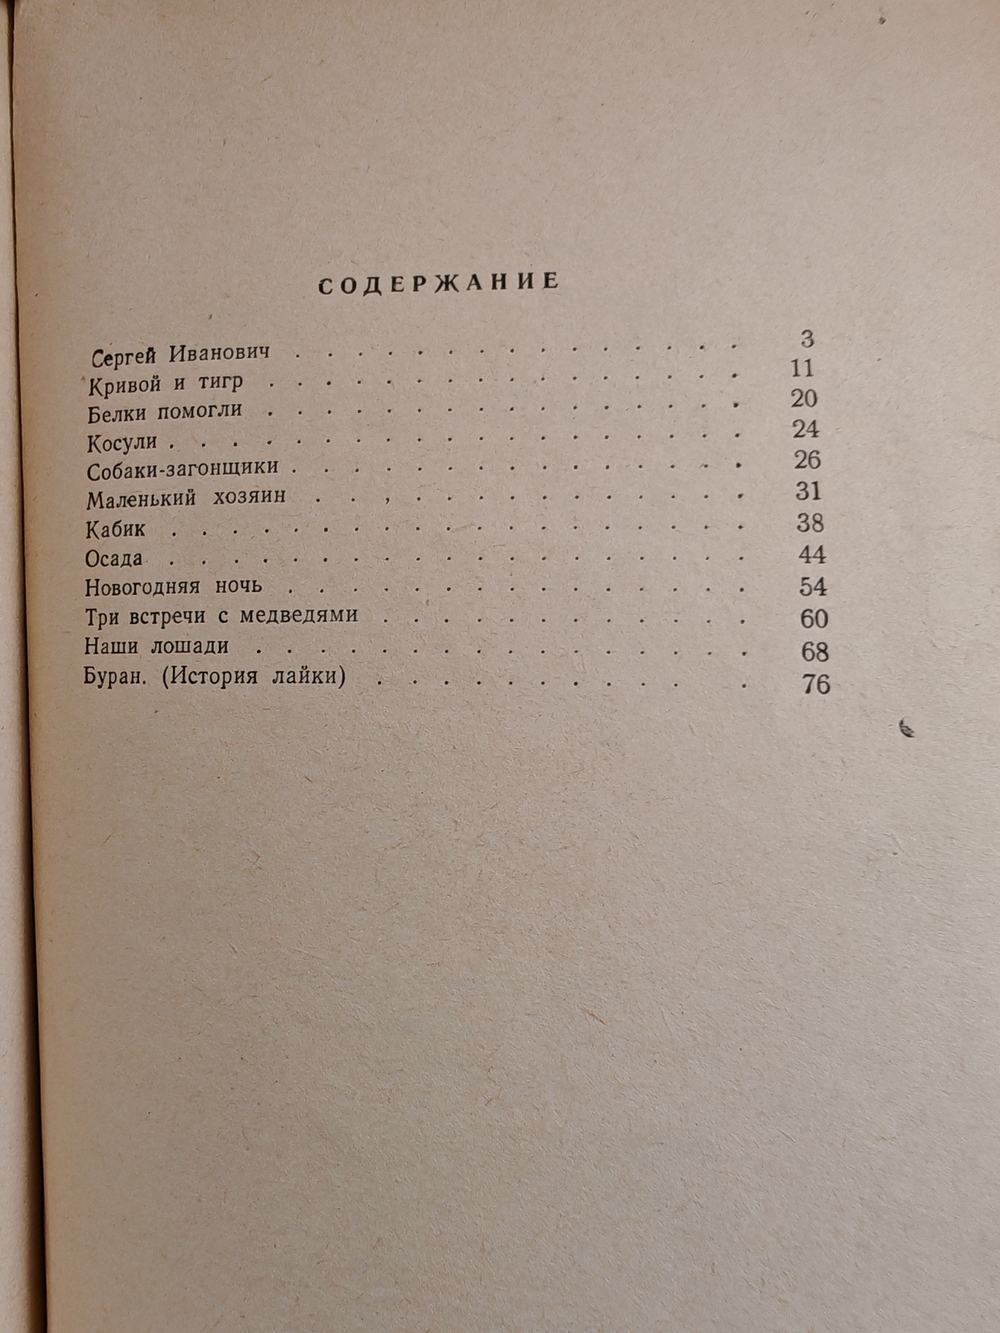 СОДЕРЖАНИЕ
Сергей Иванович . . . . . . . . . . . . . . . 3
Кривой и тигр . . . . . . . . . . . . . . . . 11
Белки помогли . . . . . . . . . . . . . . . . 20
Косули . . . . . . . . . . . . . . . . . . . 24
Собаки-загонщики . . . . . . . . . . . . . . . 26
Маленький хозяин . . , . . . . . . . . . . . . 31
Кабик . . . . . . . . . . . . . . . . . . . 38
Осада . . . . . . . . . . . . . . . . . . . 44
Новогодняя ночь . . . . . . . . . . . . . . . 54
Три встречи с медведями . . . . . . . . . . . . 60
Наши лошади . . . . . . . . . . . . . . . . 68
Буран. (История лайки) . . . . . . . . . . . 76